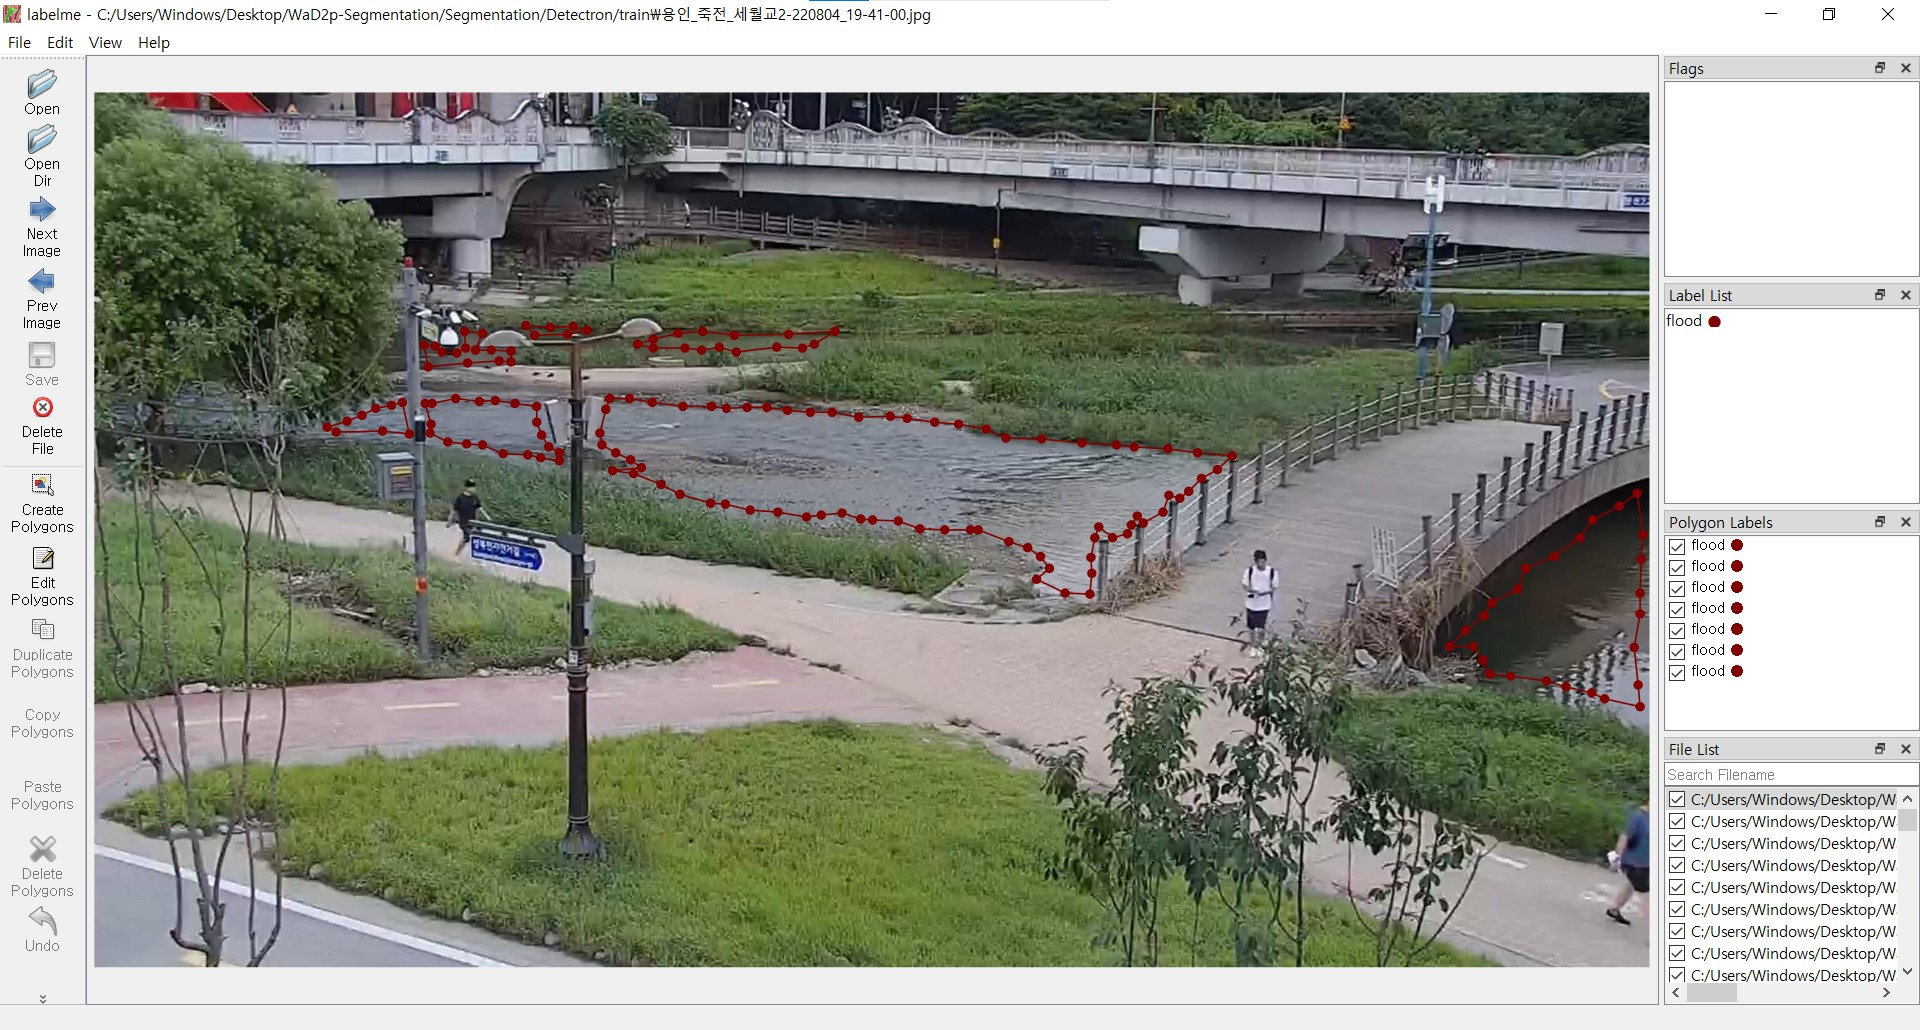 labelme - C:/Users/Windows/Desktop/WaD2p-Segmentation/Segmentation/Detectron/train₩용인_죽전_세월교2-220804_19-41-00.jpg
File Edit View Help
Open
Open
Dir
Next
Image
Prev
Image
Save
Delete
File
Create
Polygons
Edit
Polygons
Duplicate
Polygons
Copy
Polygons
Paste
Polygons
Delete
Polygons
Undo
Flags
Label List
flood
Polygon Labels
flood
flood
flood
flood
flood
flood
flood
File List
Search Filename
C:/Users/Windows/Desktop/W
C:/Users/Windows/Desktop/W
C:/Users/Windows/Desktop/W
C:/Users/Windows/Desktop/W
C:/Users/Windows/Desktop/W
C:/Users/Windows/Desktop/W
C:/Users/Windows/Desktop/W
C:/Users/Windows/Desktop/W
C:/Users/Windows/Desktop/W